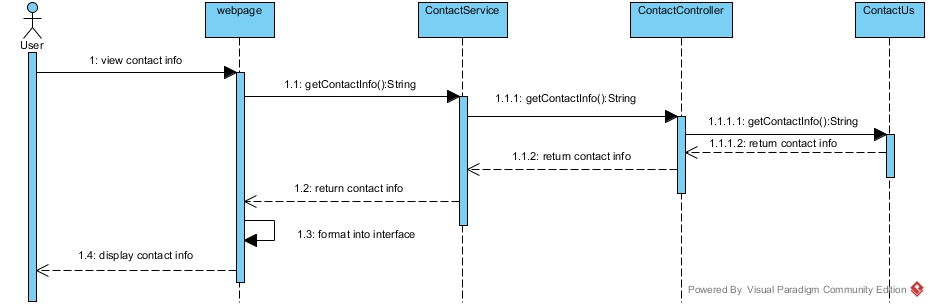 webpage
ContactService
ContactController
ContactUs
User
1: view contact info
1.1: getContactInfo():String
1.1.1: getContactInfo():String
1.1.1.1: getContactInfo():String
1.1.1.2: return contact info
1.1.2: return contact info
1.2: return contact info
1.3: format into interface
1.4: display contact info
Powered By Visual Paradigm Community Edition